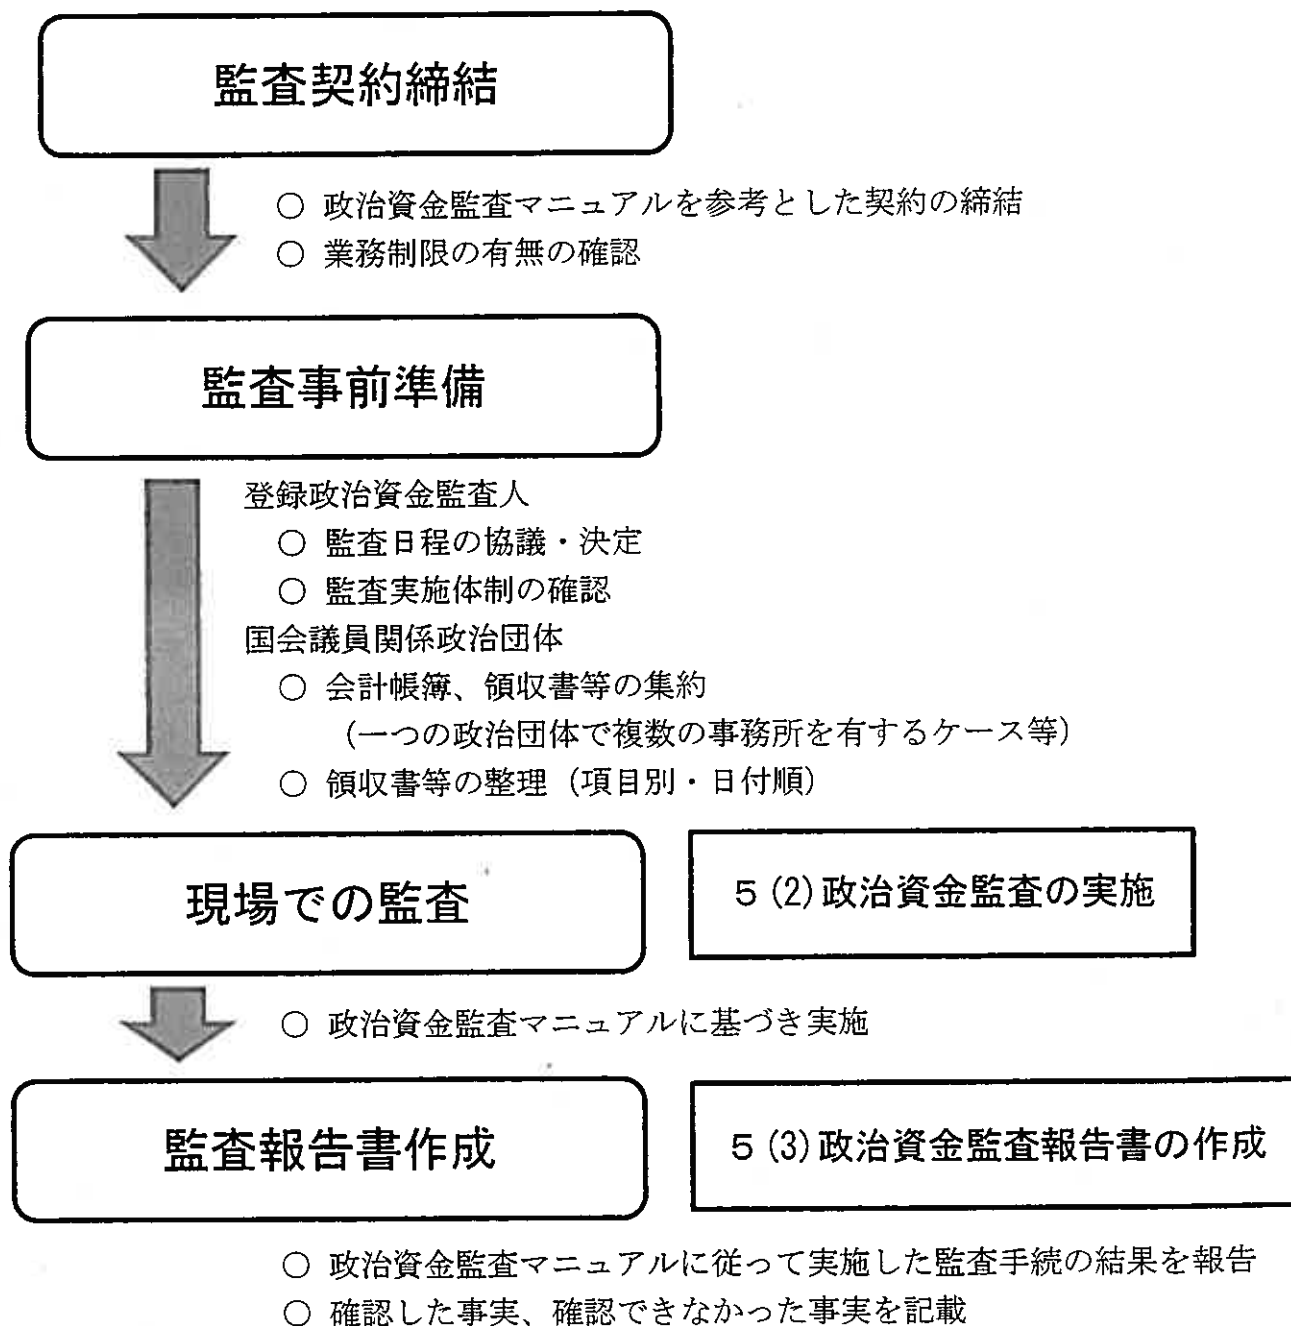 監査契約締結
○ 政治資金監査マニュアルを参考とした契約の締結
○ 業務制限の有無の確認
監査事前準備
登録政治資金監査人
○ 監査日程の協議・決定
○ 監査実施体制の確認
国会議員関係政治団体
○ 会計帳簿、領収書等の集約
（一つの政治団体で複数の事務所を有するケース等）
○ 領収書等の整理（項目別・日付順）
現場での監査
５(2)政治資金監査の実施
○ 政治資金監査マニュアルに基づき実施
監査報告書作成
５(3)政治資金監査報告書の作成
○ 政治資金監査マニュアルに従って実施した監査手続の結果を報告
○ 確認した事実、確認できなかった事実を記載